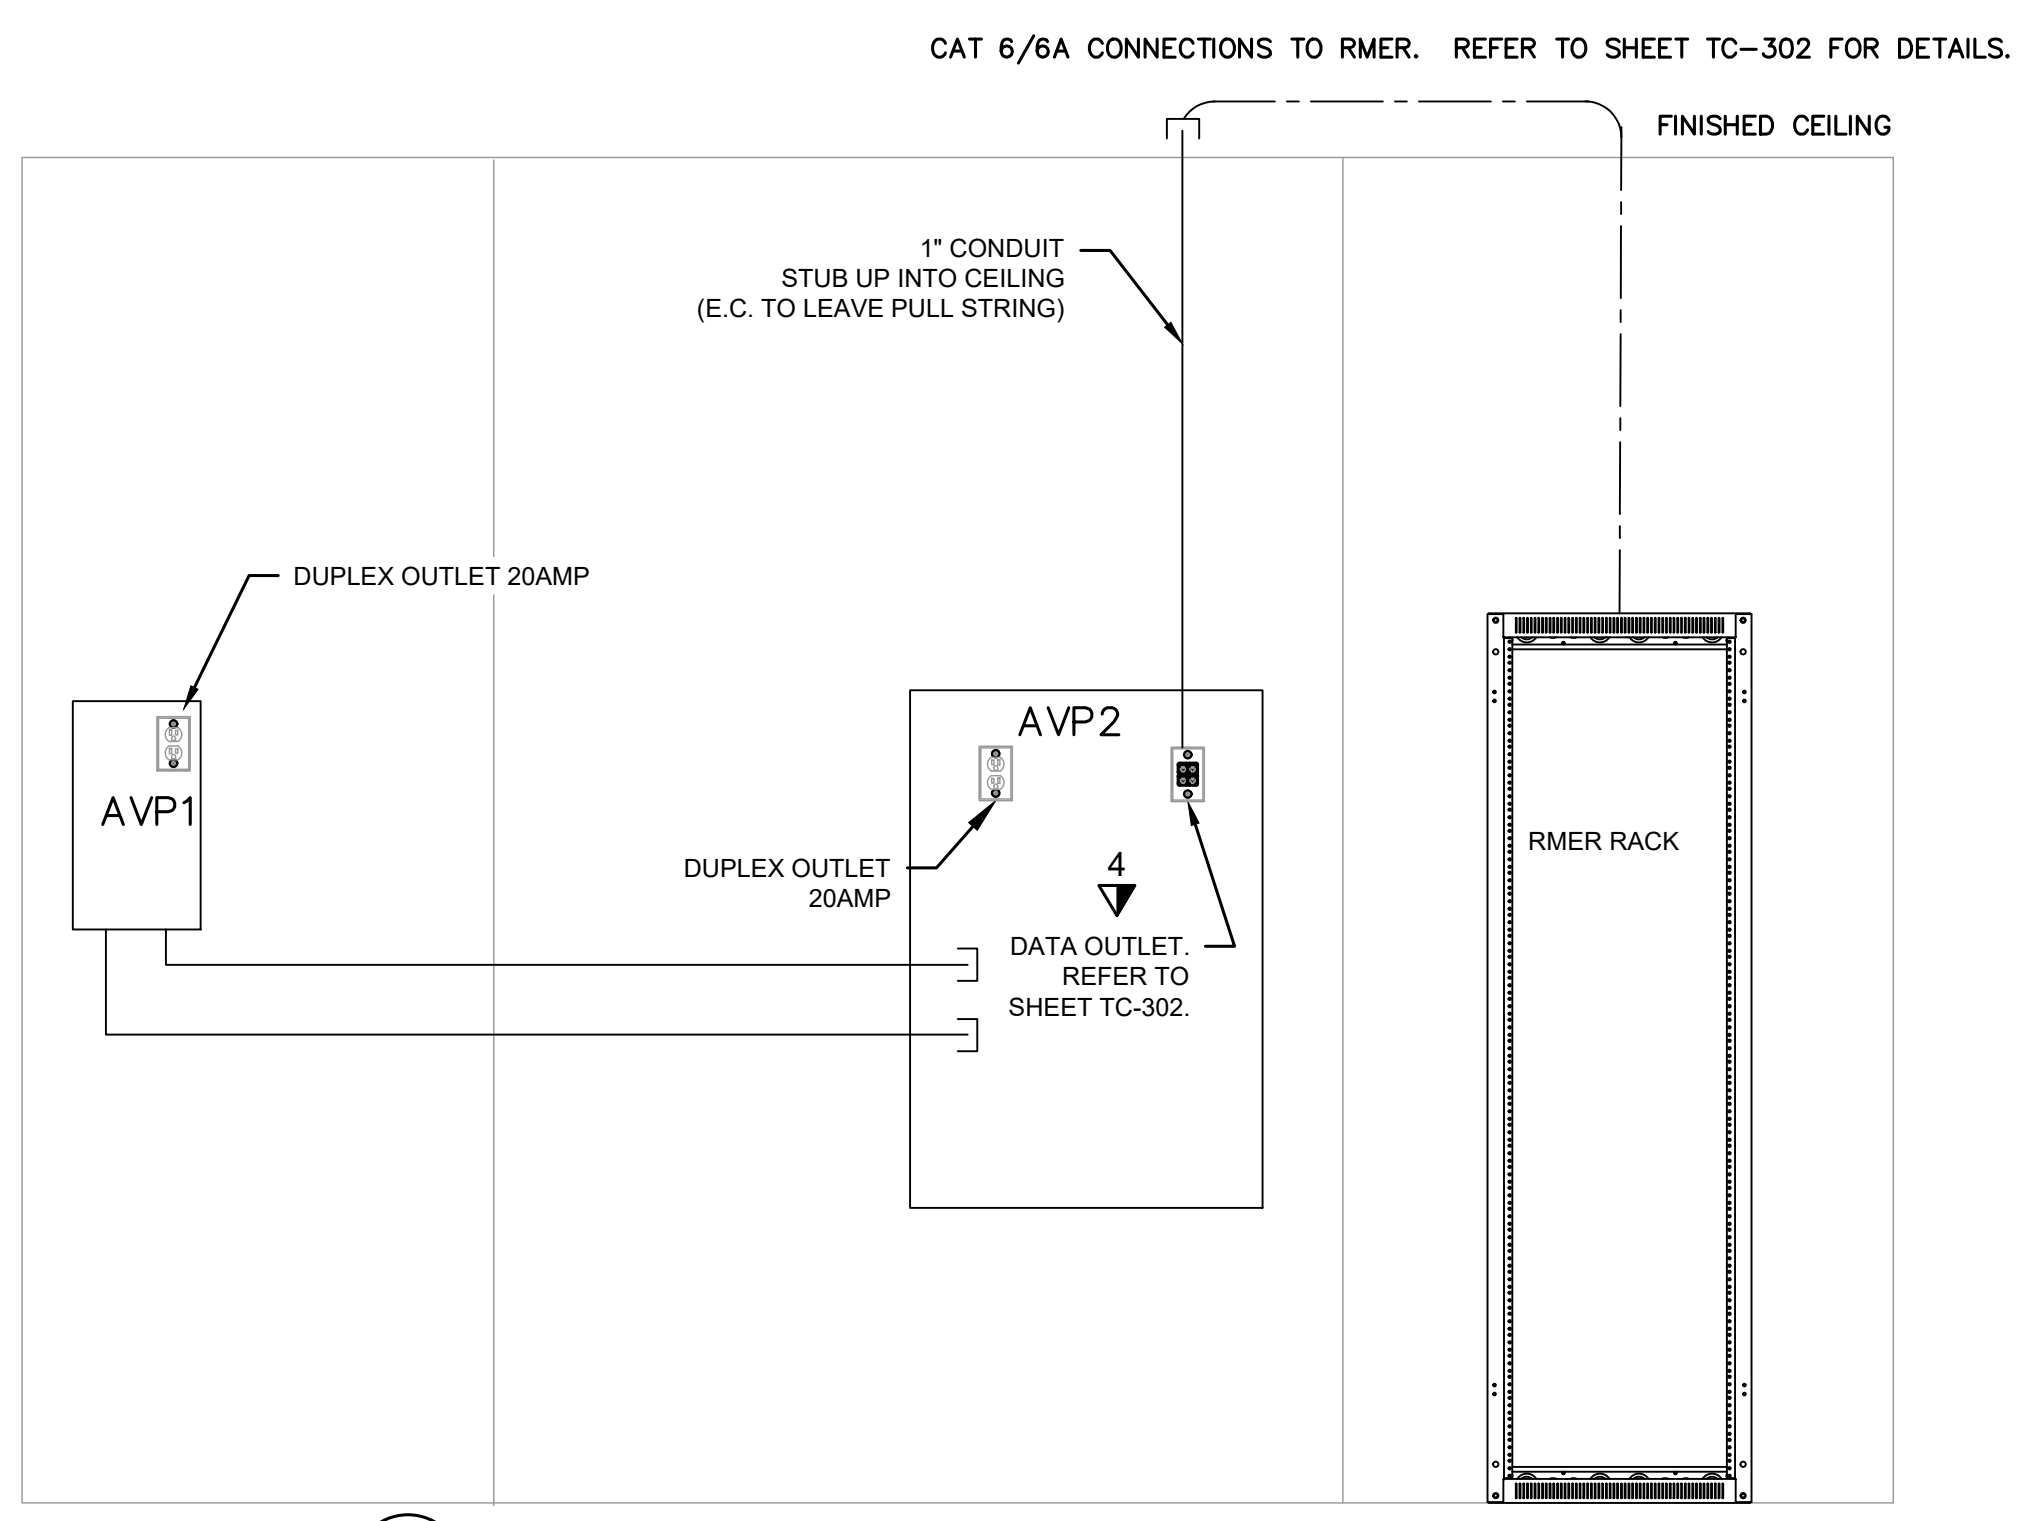 CAT 6/6A CONNECTIONS TO RMER. REFER TO SHEET TC-302 FOR DETAILS.
FINISHED CEILING
1" CONDUIT
STUB UP INTO CEILING
(E.C. TO LEAVE PULL STRING)
DUPLEX OUTLET 20AMP
AVP1
AVP2
DUPLEX OUTLET
20AMP
4
DATA OUTLET.
REFER TO
SHEET TC-302.
RMER RACK